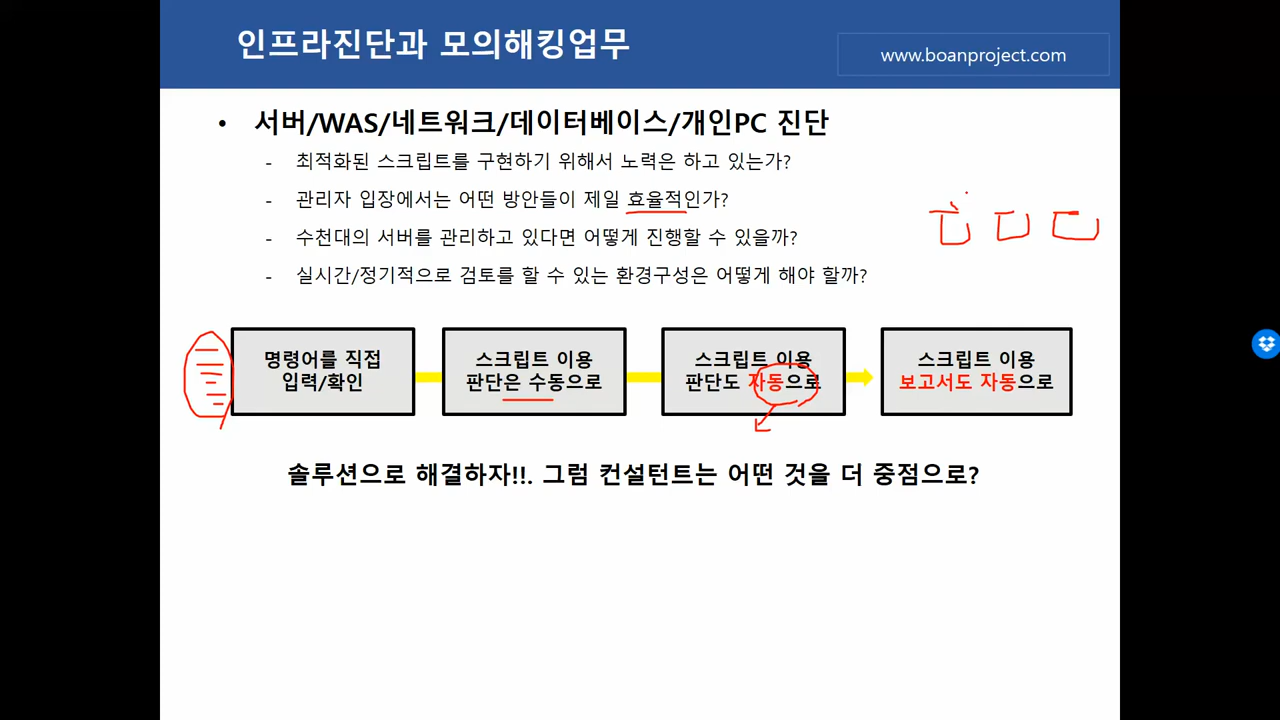 인프라진단과 모의해킹업무
www.boanproject.com
• 서버/WAS/네트워크/데이터베이스/개인PC 진단
- 최적화된 스크립트를 구현하기 위해서 노력은 하고 있는가?
- 관리자 입장에서는 어떤 방안들이 제일 효율적인가?
- 수천대의 서버를 관리하고 있다면 어떻게 진행할 수 있을까?
- 실시간/정기적으로 검토를 할 수 있는 환경구성은 어떻게 해야 할까?
명령어를 직접
입력/확인
스크립트 이용
판단은 수동으로
스크립트 이용
판단도 자동으로
스크립트 이용
보고서도 자동으로
솔루션으로 해결하자!!. 그럼 컨설턴트는 어떤 것을 더 중점으로?